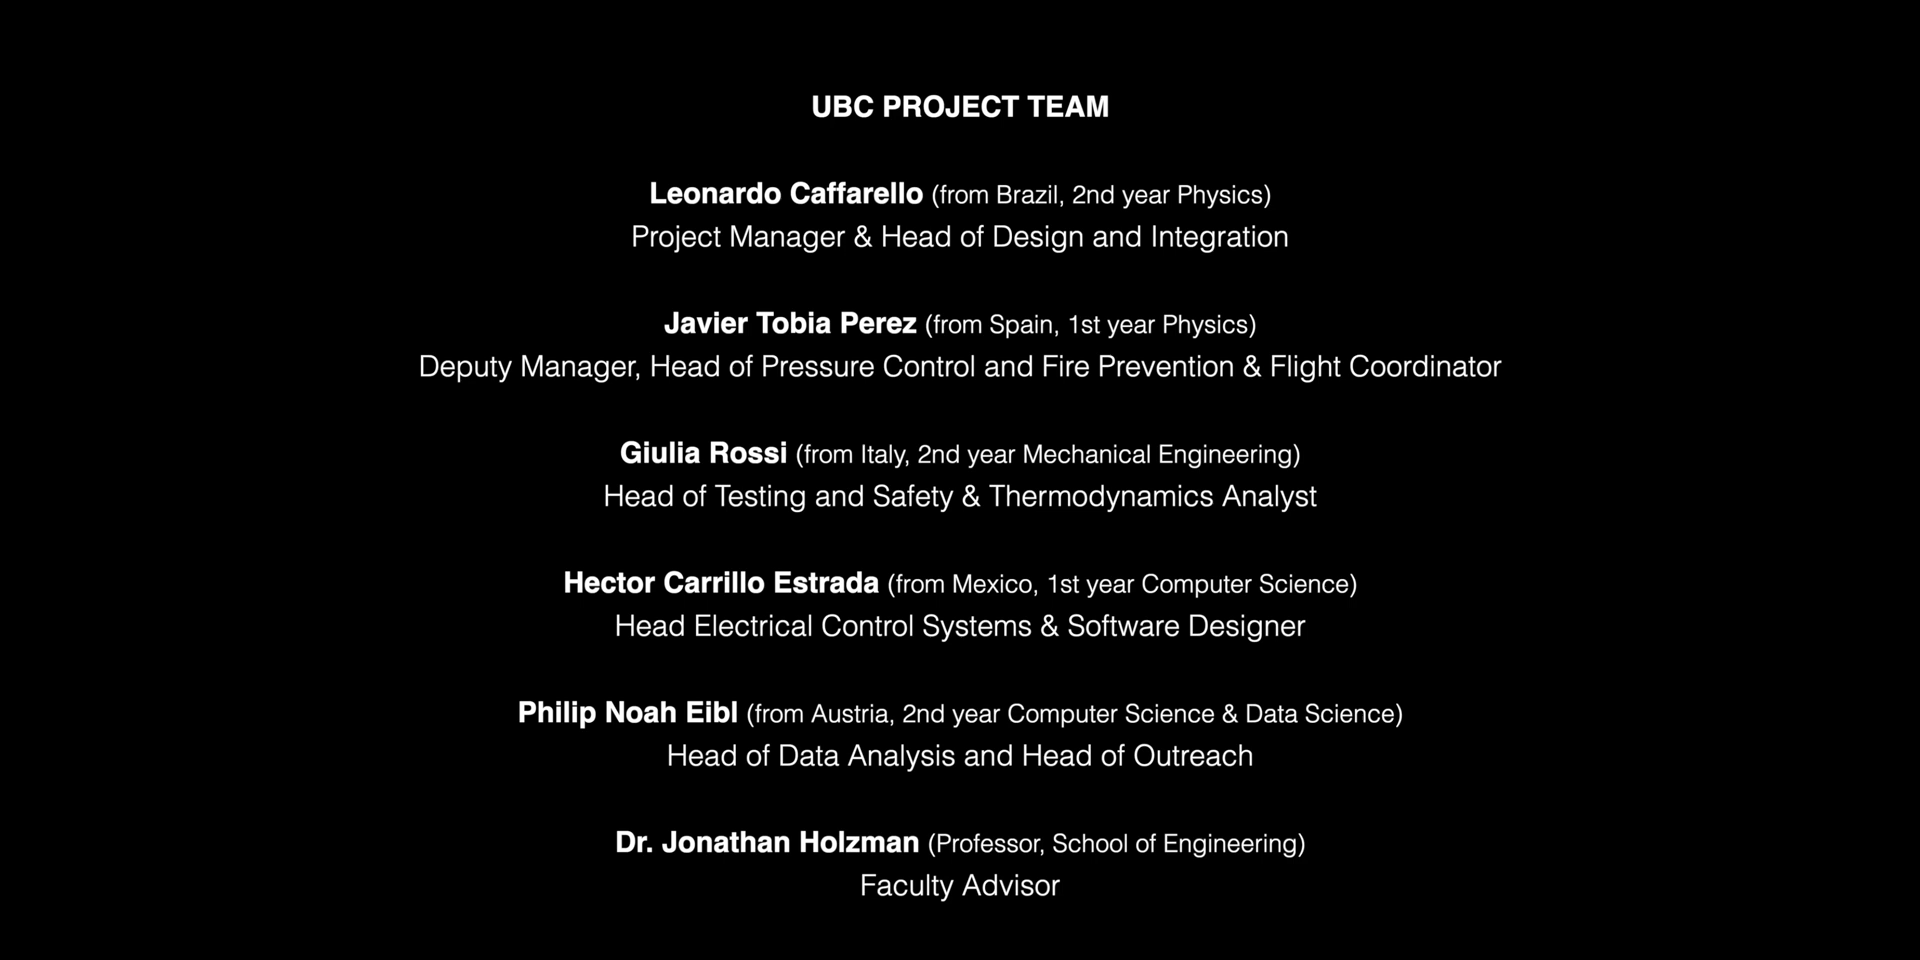 UBC PROJECT TEAM
Leonardo Caffarello (from Brazil, 2nd year Physics)
Project Manager & Head of Design and Integration
Javier Tobia Perez (from Spain, 1st year Physics)
Deputy Manager, Head of Pressure Control and Fire Prevention & Flight Coordinator
Giulia Rossi (from Italy, 2nd year Mechanical Engineering)
Head of Testing and Safety & Thermodynamics Analyst
Hector Carrillo Estrada (from Mexico, 1st year Computer Science)
Head Electrical Control Systems & Software Designer
Philip Noah Eibl (from Austria, 2nd year Computer Science & Data Science)
Head of Data Analysis and Head of Outreach
Dr. Jonathan Holzman (Professor, School of Engineering)
Faculty Advisor